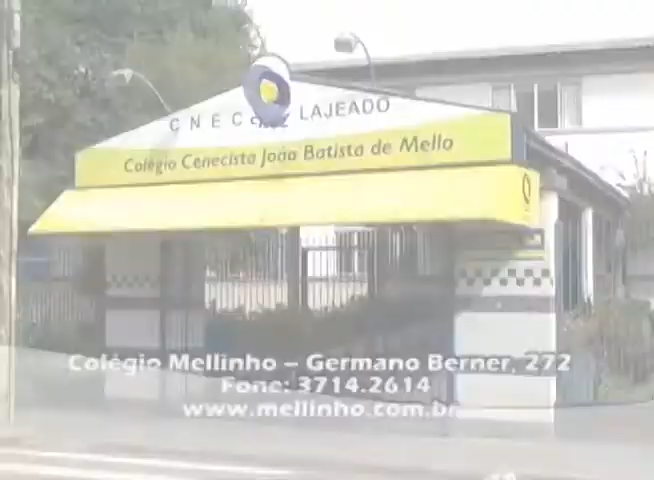 CNEC LAJEADO
Colégio Cenecista João Batista de Mello
Colégio Mellinho – Germano Berner, 272
Fone: 3714.2614
www.mellinho.com.br